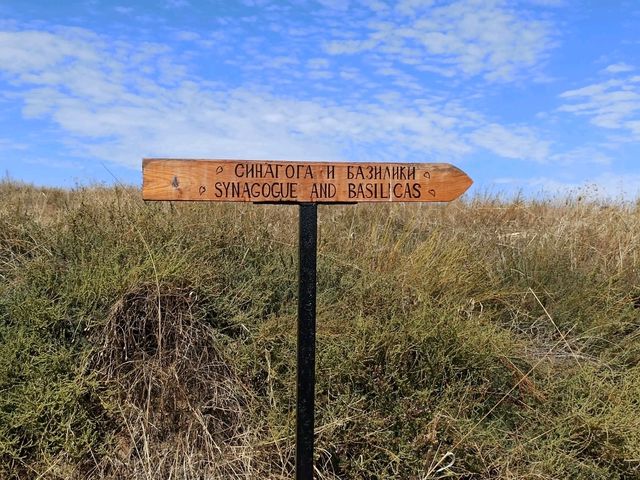 СИНАГОГА И БАЗИЛИКИ
SYNAGOGUE AND BASILICAS